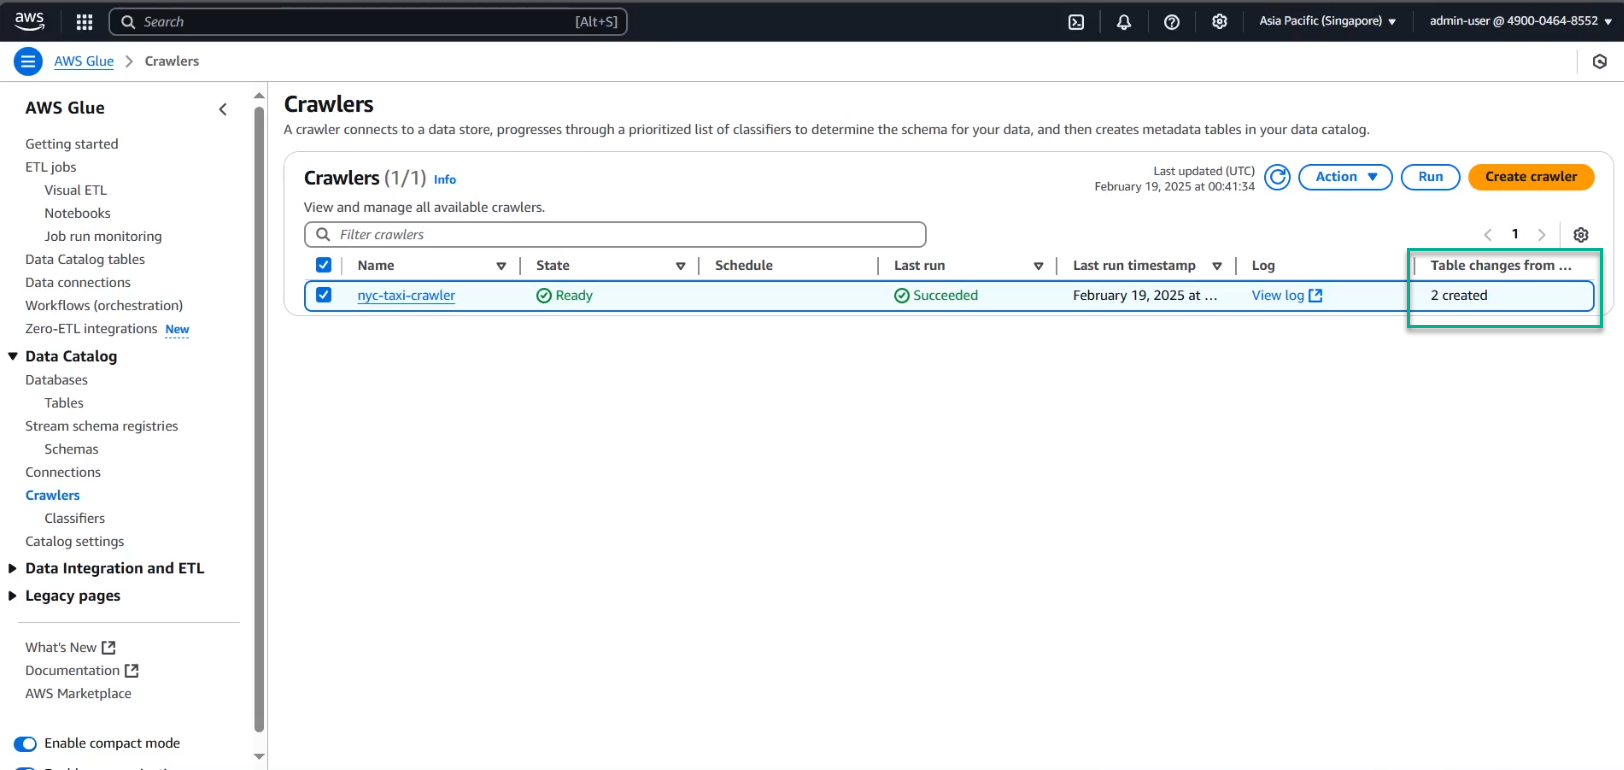 aws
Search [Alt+S]
Asia Pacific (Singapore)
admin-user @ 4900-0464-8552
AWS Glue
Crawlers
AWS Glue
Getting started
ETL jobs
Visual ETL
Notebooks
Job run monitoring
Data Catalog tables
Data connections
Workflows (orchestration)
Zero-ETL integrations New
Data Catalog
Databases
Tables
Stream schema registries
Schemas
Connections
Crawlers
Classifiers
Catalog settings
Data Integration and ETL
Legacy pages
What's New
Documentation
AWS Marketplace
Enable compact mode
Crawlers
A crawler connects to a data store, progresses through a prioritized list of classifiers to determine the schema for your data, and then creates metadata tables in your data catalog.
Crawlers (1/1) Info
Last updated (UTC)
February 19, 2025 at 00:41:34
Action
Run
Create crawler
View and manage all available crawlers.
Filter crawlers
1
Name State Schedule Last run Last run timestamp Log Table changes from ...
nyc-taxi-crawler Ready Succeeded February 19, 2025 at ... View log 2 created